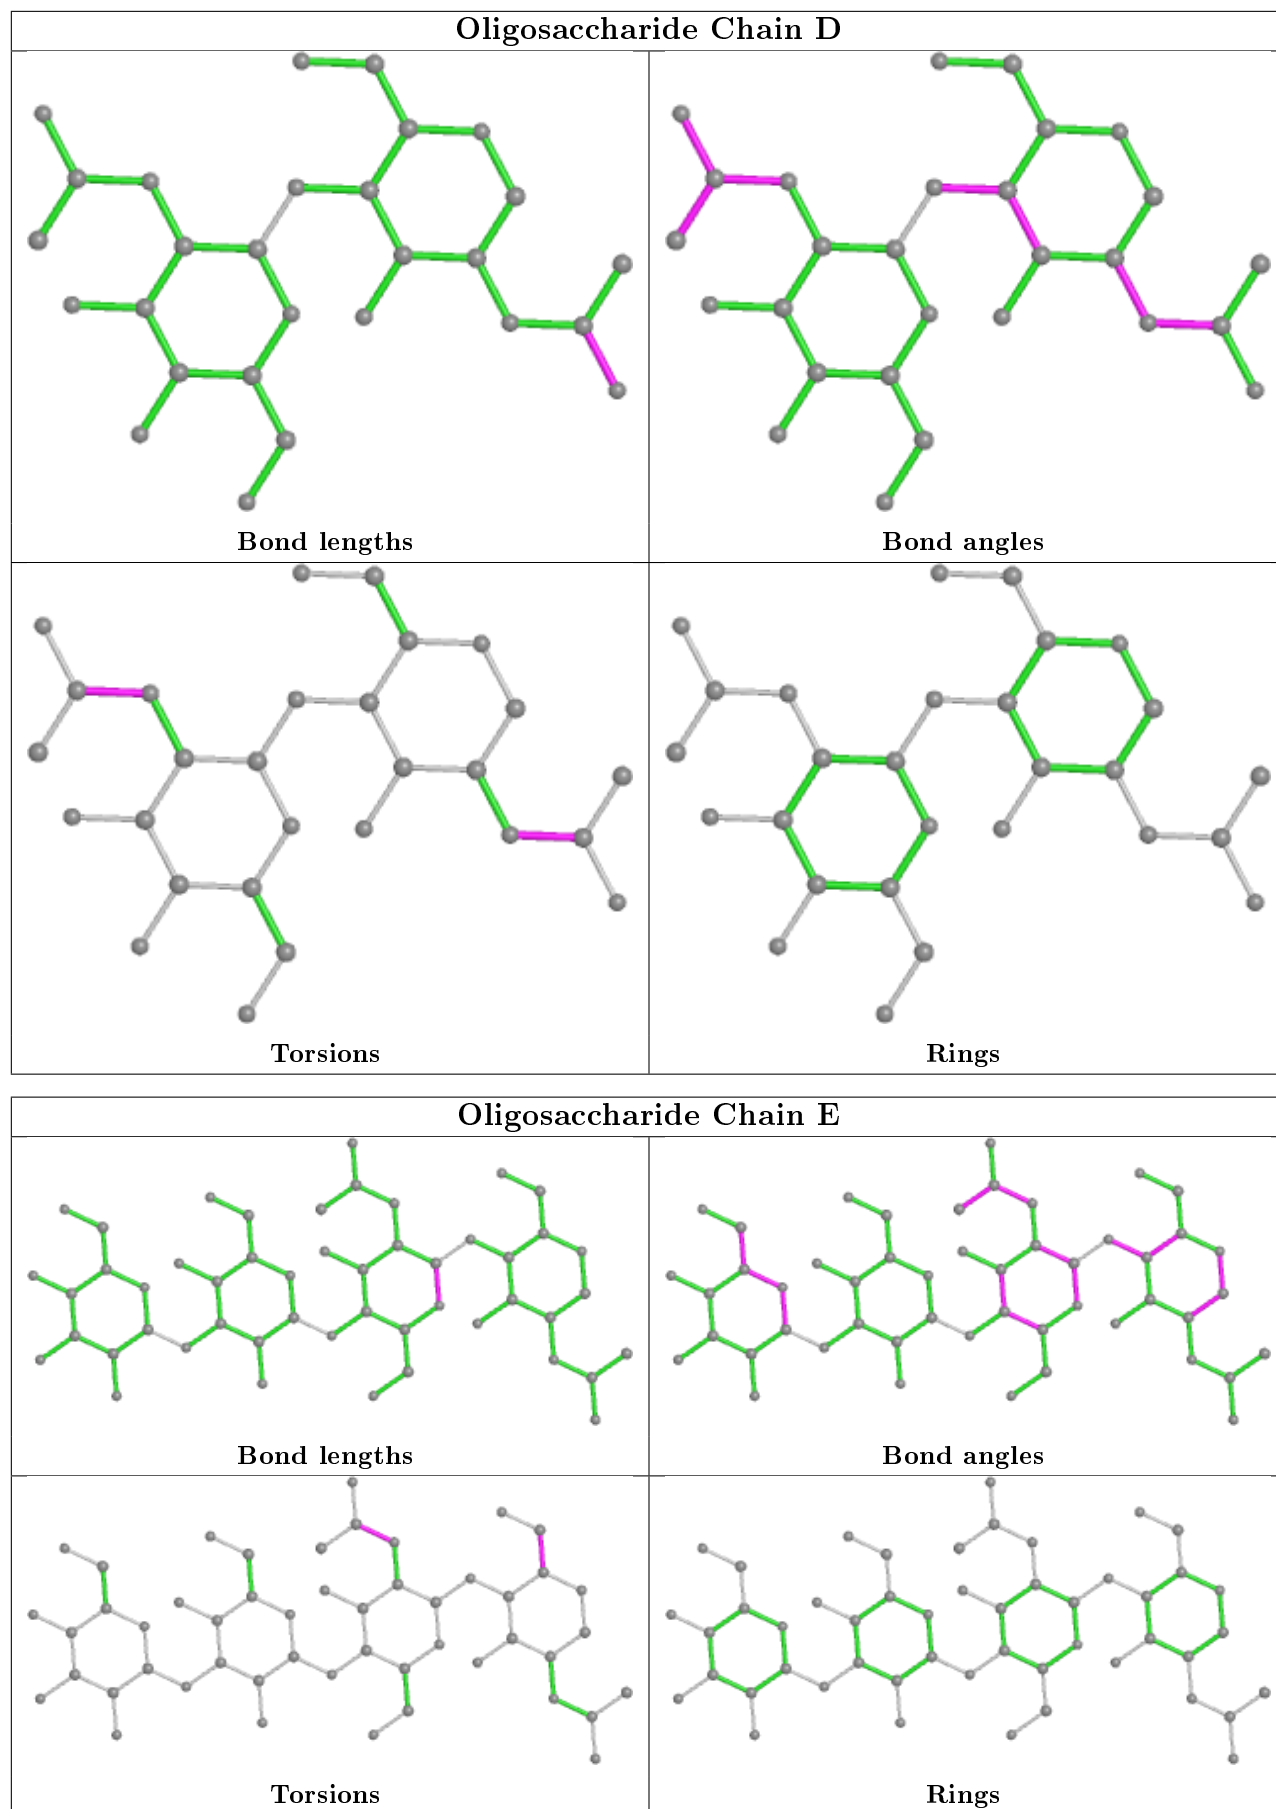 Oligosaccharide Chain D
Bond lengths
Bond angles
Torsions
Rings
Oligosaccharide Chain E
Bond lengths
Bond angles
Torsions
Rings